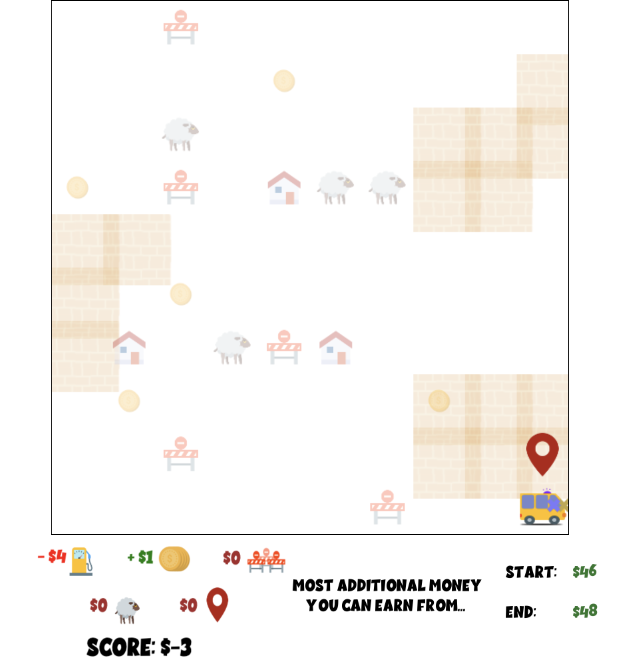 - $4
+ $1
$0
$0
$0
SCORE: $-3
MOST ADDITIONAL MONEY
YOU CAN EARN FROM...
START: $46
END: $48